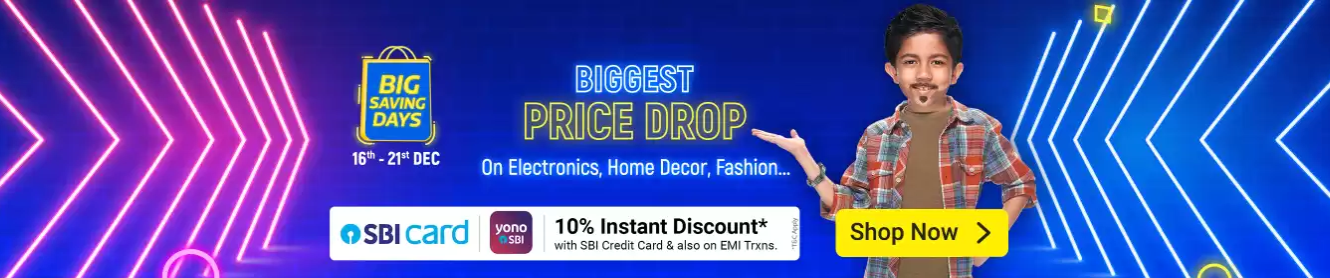 BIG
SAVING
DAYS
16th - 21st DEC
BIGGEST
PRICE DROP
On Electronics, Home Decor, Fashion...
SBI card
yono
SBI
10% Instant Discount*
with SBI Credit Card & also on EMI Trxns.
*T&C Apply
Shop Now